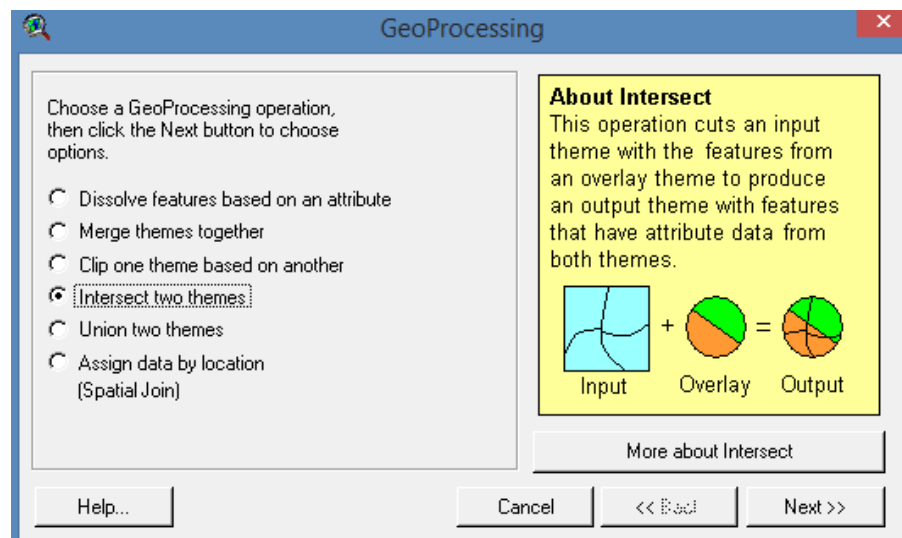 GeoProcessing
Choose a GeoProcessing operation,
then click the Next button to choose
options.
Dissolve features based on an attribute
Merge themes together
Clip one theme based on another
Intersect two themes
Union two themes
Assign data by location
(Spatial Join)
About Intersect
This operation cuts an input
theme with the features from
an overlay theme to produce
an output theme with features
that have attribute data from
both themes.
+ =
Input Overlay Output
More about Intersect
Help... Cancel << Back Next >>